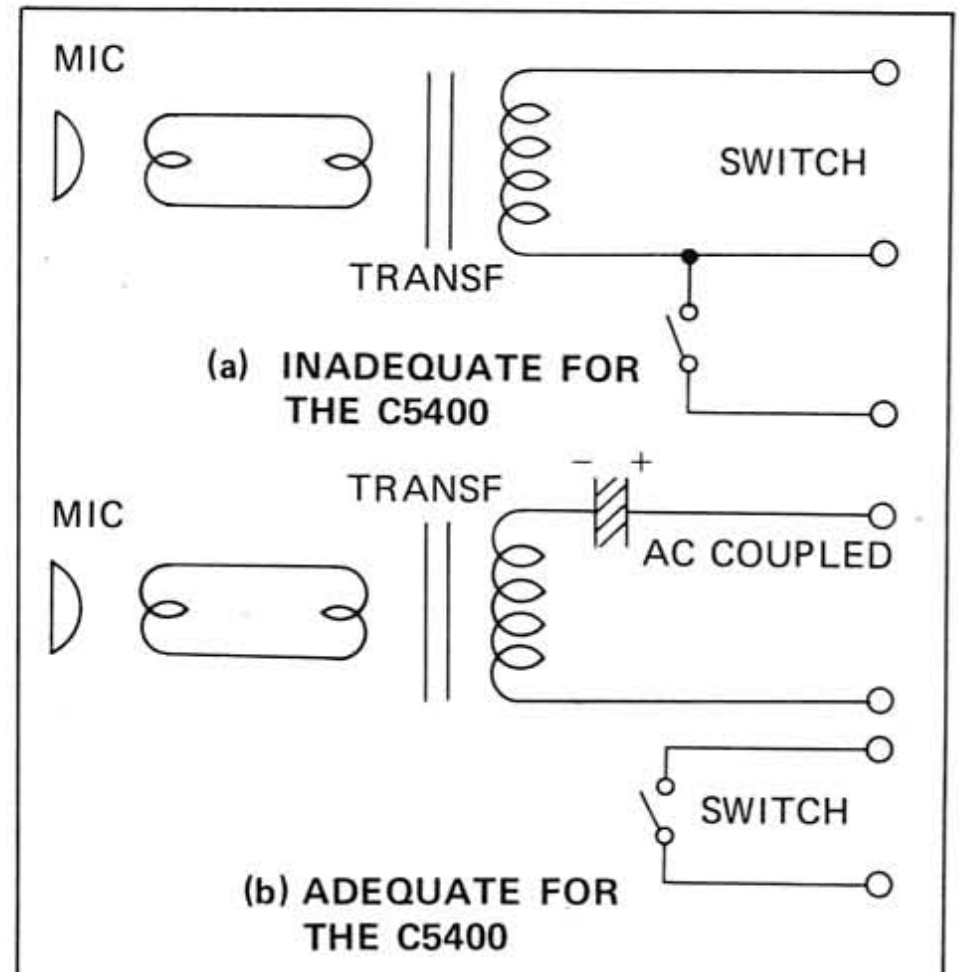 MIC
SWITCH
TRANSF
(a) INADEQUATE FOR
THE C5400
- +
TRANSF
MIC
AC COUPLED
SWITCH
(b) ADEQUATE FOR
THE C5400